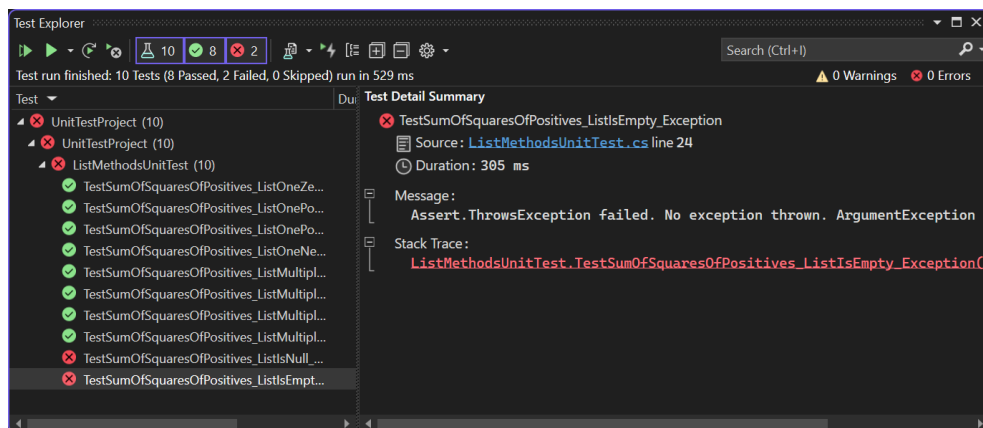 Test Explorer
10 8 2
Search (Ctrl+I)
Test run finished: 10 Tests (8 Passed, 2 Failed, 0 Skipped) run in 529 ms
0 Warnings 0 Errors
Test
Test Detail Summary
UnitTestProject (10)
UnitTestProject (10)
ListMethodsUnitTest (10)
TestSumOfSquaresOfPositives_ListOneZe...
TestSumOfSquaresOfPositives_ListOnePo...
TestSumOfSquaresOfPositives_ListOnePo...
TestSumOfSquaresOfPositives_ListOneNe...
TestSumOfSquaresOfPositives_ListMultipl...
TestSumOfSquaresOfPositives_ListMultipl...
TestSumOfSquaresOfPositives_ListMultipl...
TestSumOfSquaresOfPositives_ListMultipl...
TestSumOfSquaresOfPositives_ListIsNull_...
TestSumOfSquaresOfPositives_ListIsEmpt...
TestSumOfSquaresOfPositives_ListIsEmpty_Exception
Source: ListMethodsUnitTest.cs line 24
Duration: 305 ms
Message:
Assert.ThrowsException failed. No exception thrown. ArgumentException
Stack Trace:
ListMethodsUnitTest.TestSumOfSquaresOfPositives_ListIsEmpty_Exception(